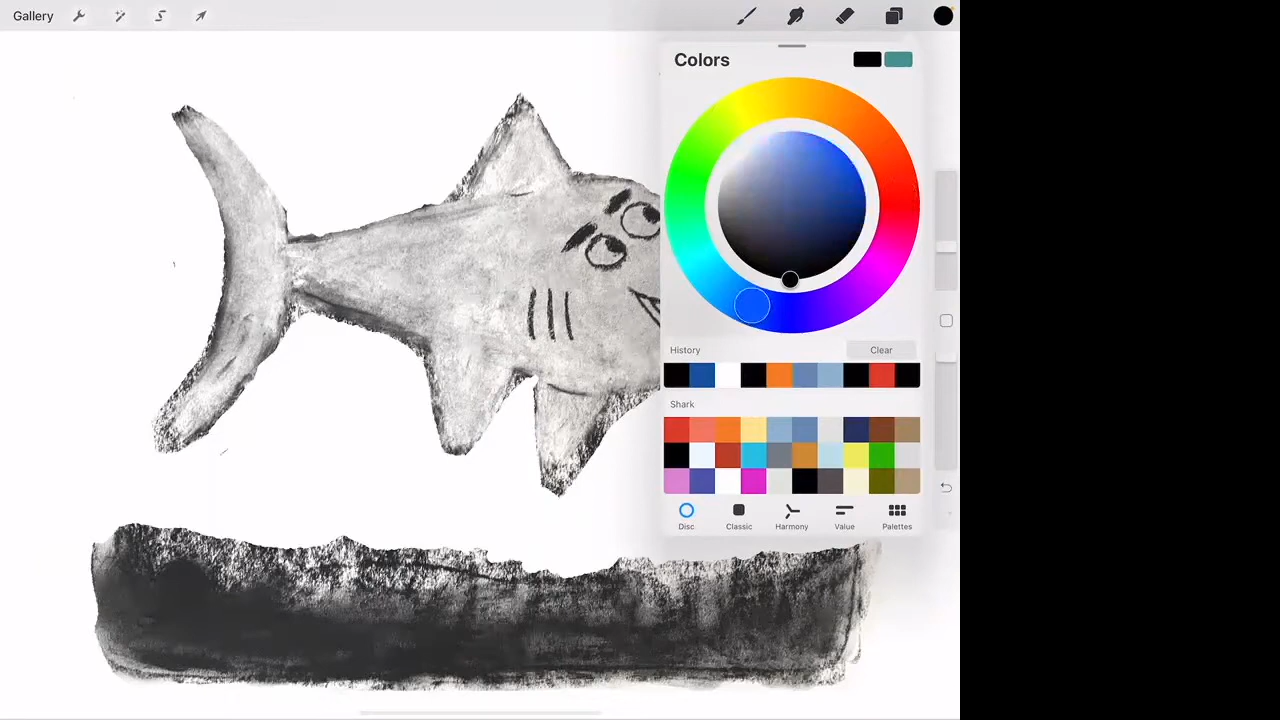 Gallery
Colors
History
Clear
Shark
Disc
Classic
Harmony
Value
Palettes